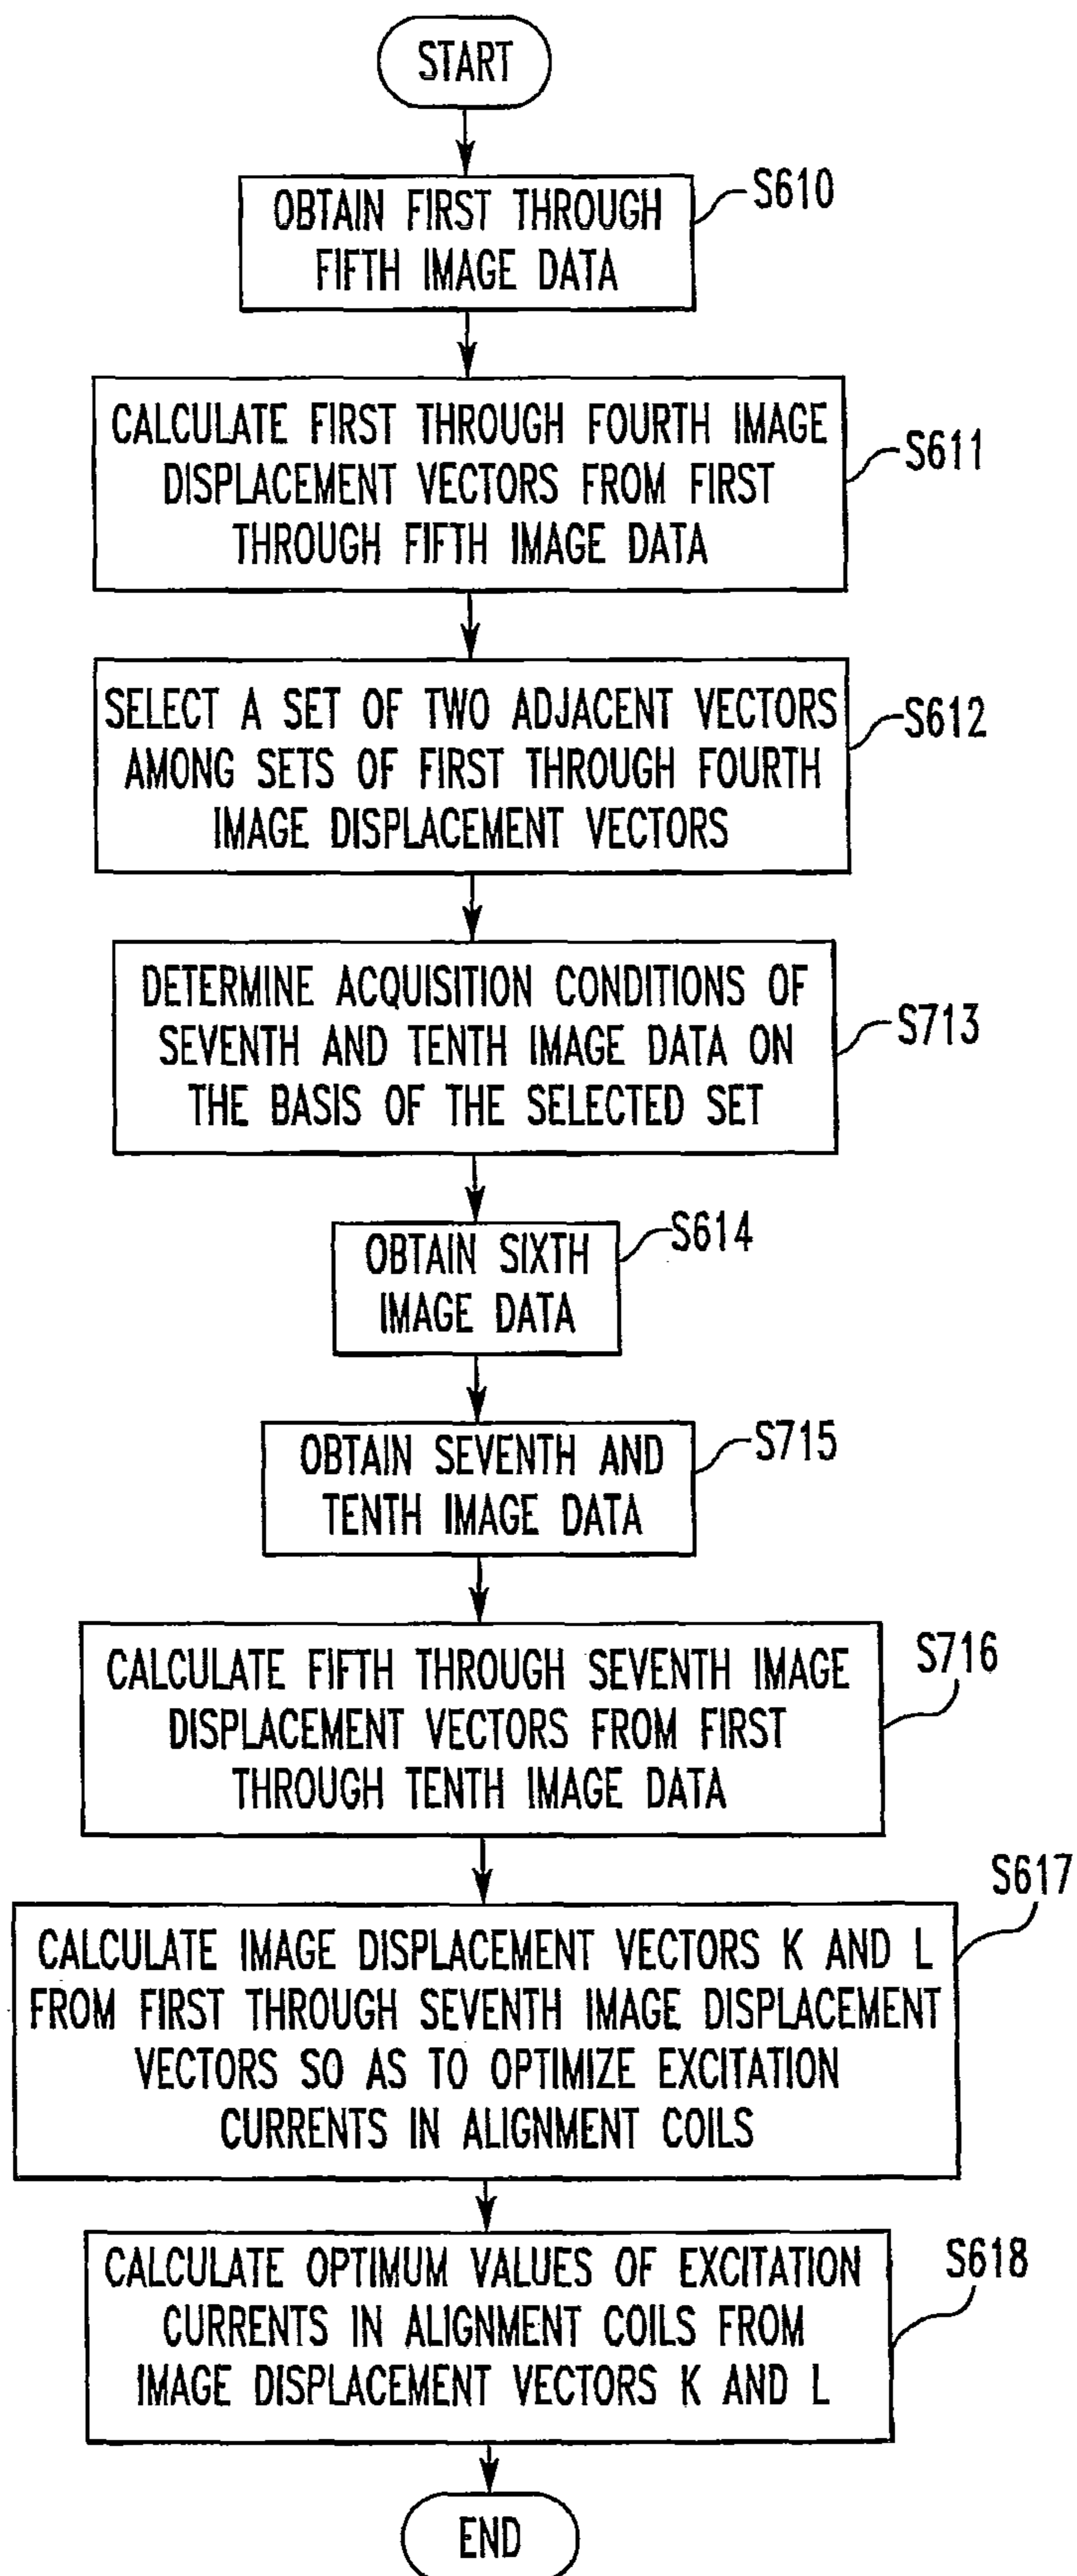 START
S610
OBTAIN FIRST THROUGH
FIFTH IMAGE DATA
S611
CALCULATE FIRST THROUGH FOURTH IMAGE
DISPLACEMENT VECTORS FROM FIRST
THROUGH FIFTH IMAGE DATA
S612
SELECT A SET OF TWO ADJACENT VECTORS
AMONG SETS OF FIRST THROUGH FOURTH
IMAGE DISPLACEMENT VECTORS
S713
DETERMINE ACQUISITION CONDITIONS OF
SEVENTH AND TENTH IMAGE DATA ON
THE BASIS OF THE SELECTED SET
S614
OBTAIN SIXTH
IMAGE DATA
S715
OBTAIN SEVENTH AND
TENTH IMAGE DATA
S716
CALCULATE FIFTH THROUGH SEVENTH IMAGE
DISPLACEMENT VECTORS FROM FIRST
THROUGH TENTH IMAGE DATA
S617
CALCULATE IMAGE DISPLACEMENT VECTORS K AND L
FROM FIRST THROUGH SEVENTH IMAGE DISPLACEMENT
VECTORS SO AS TO OPTIMIZE EXCITATION
CURRENTS IN ALIGNMENT COILS
S618
CALCULATE OPTIMUM VALUES OF EXCITATION
CURRENTS IN ALIGNMENT COILS FROM
IMAGE DISPLACEMENT VECTORS K AND L
END